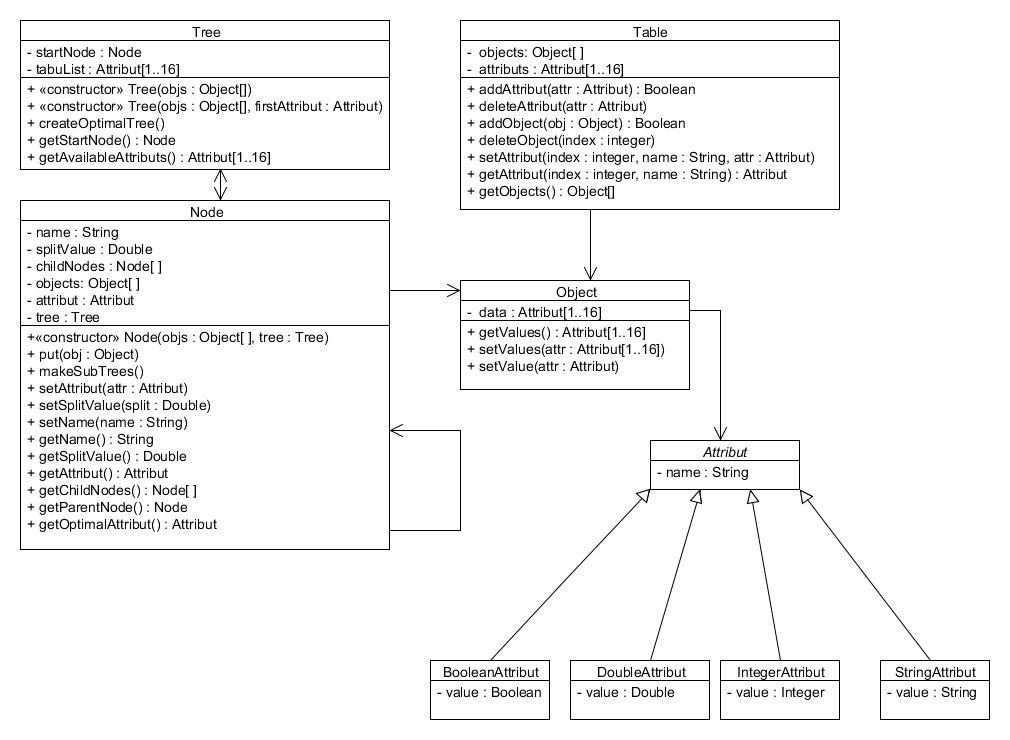 Tree
- startNode : Node
- tabuList : Attribut[1..16]
+ «constructor» Tree(objs : Object[])
+ «constructor» Tree(objs : Object[], firstAttribut : Attribut)
+ createOptimalTree()
+ getStartNode() : Node
+ getAvailableAttributs() : Attribut[1..16]
Table
- objects: Object[ ]
- attributs : Attribut[1..16]
+ addAttribut(attr : Attribut) : Boolean
+ deleteAttribut(attr : Attribut)
+ addObject(obj : Object) : Boolean
+ deleteObject(index : integer)
+ setAttribut(index : integer, name : String, attr : Attribut)
+ getAttribut(index : integer, name : String) : Attribut
+ getObjects() : Object[]
Node
- name : String
- splitValue : Double
- childNodes : Node[ ]
- objects: Object[ ]
- attribut : Attribut
- tree : Tree
+«constructor» Node(objs : Object[ ], tree : Tree)
+ put(obj : Object)
+ makeSubTrees()
+ setAttribut(attr : Attribut)
+ setSplitValue(split : Double)
+ setName(name : String)
+ getName() : String
+ getSplitValue() : Double
+ getAttribut() : Attribut
+ getChildNodes() : Node[ ]
+ getParentNode() : Node
+ getOptimalAttribut() : Attribut
Object
- data : Attribut[1..16]
+ getValues() : Attribut[1..16]
+ setValues(attr : Attribut[1..16])
+ setValue(attr : Attribut)
Attribut
- name : String
BooleanAttribut
- value : Boolean
DoubleAttribut
- value : Double
IntegerAttribut
- value : Integer
StringAttribut
- value : String